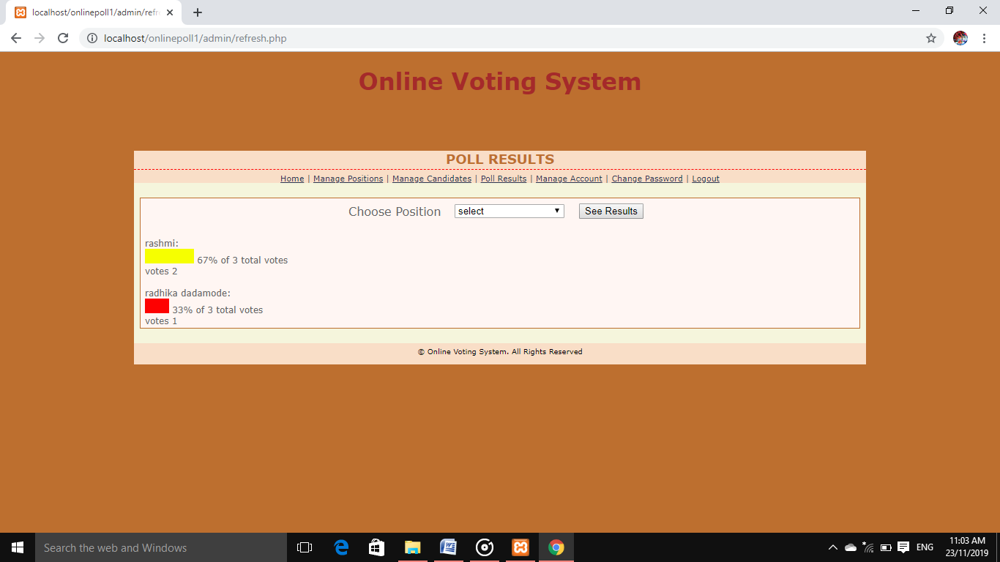 localhost/onlinepoll1/admin/refr
localhost/onlinepoll1/admin/refresh.php
Online Voting System
POLL RESULTS
Home | Manage Positions | Manage Candidates | Poll Results | Manage Account | Change Password | Logout
Choose Position select See Results
rashmi:
67% of 3 total votes
votes 2
radhika dadamode:
33% of 3 total votes
votes 1
© Online Voting System. All Rights Reserved
Search the web and Windows
ENG
11:03 AM
23/11/2019